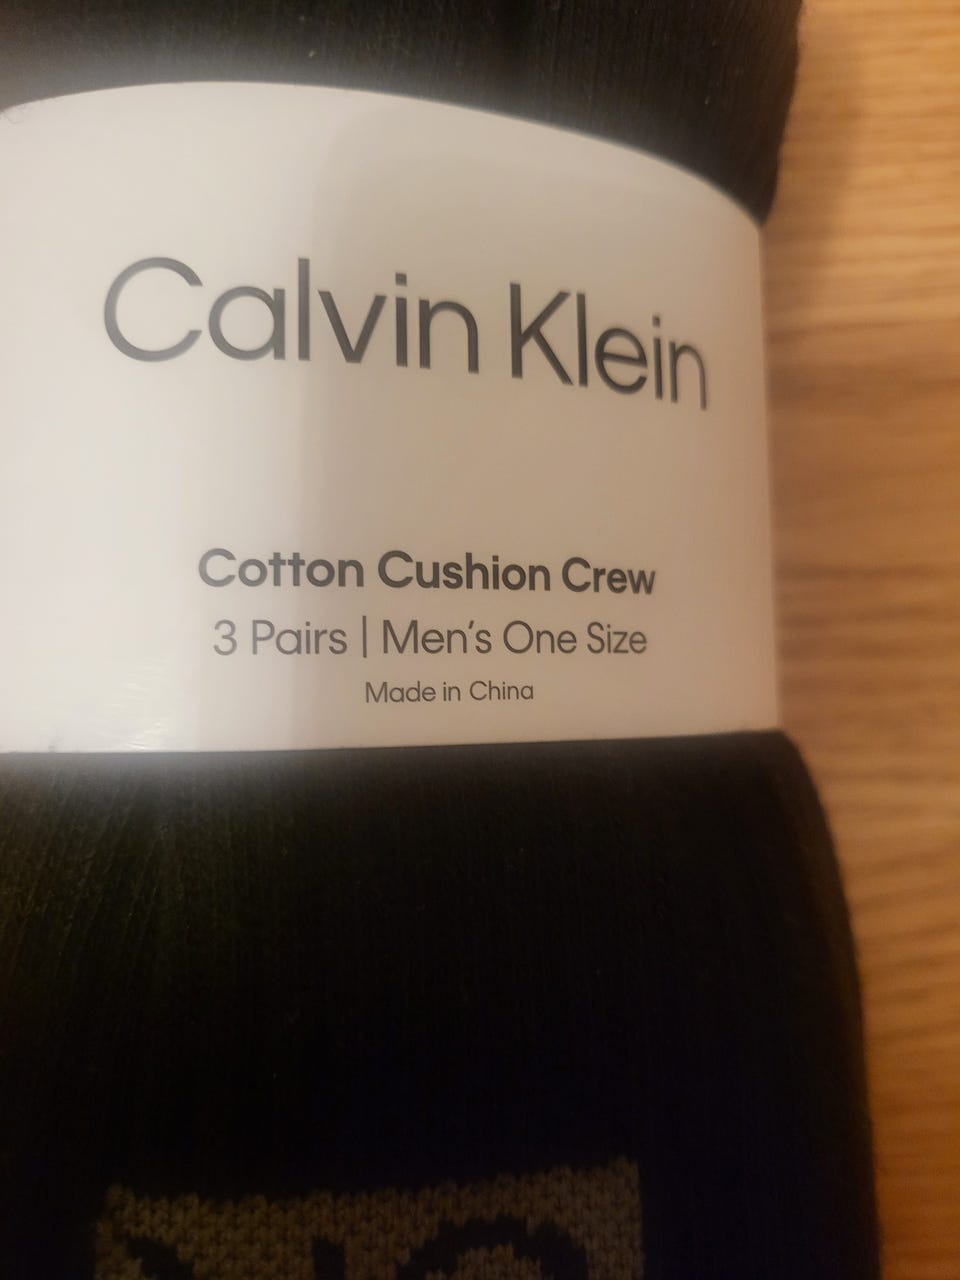 Calvin Klein
Cotton Cushion Crew
3 Pairs | Men's One Size
Made in China